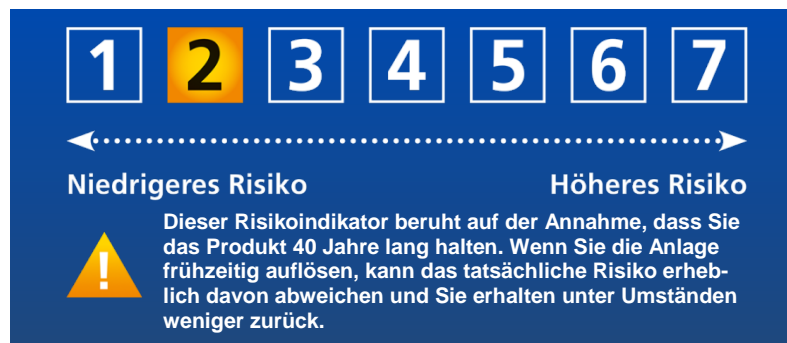 1 2 3 4 5 6 7
Niedrigeres Risiko Höheres Risiko
Dieser Risikoindikator beruht auf der Annahme, dass Sie
das Produkt 40 Jahre lang halten. Wenn Sie die Anlage
frühzeitig auflösen, kann das tatsächliche Risiko erheb-
lich davon abweichen und Sie erhalten unter Umständen
weniger zurück.